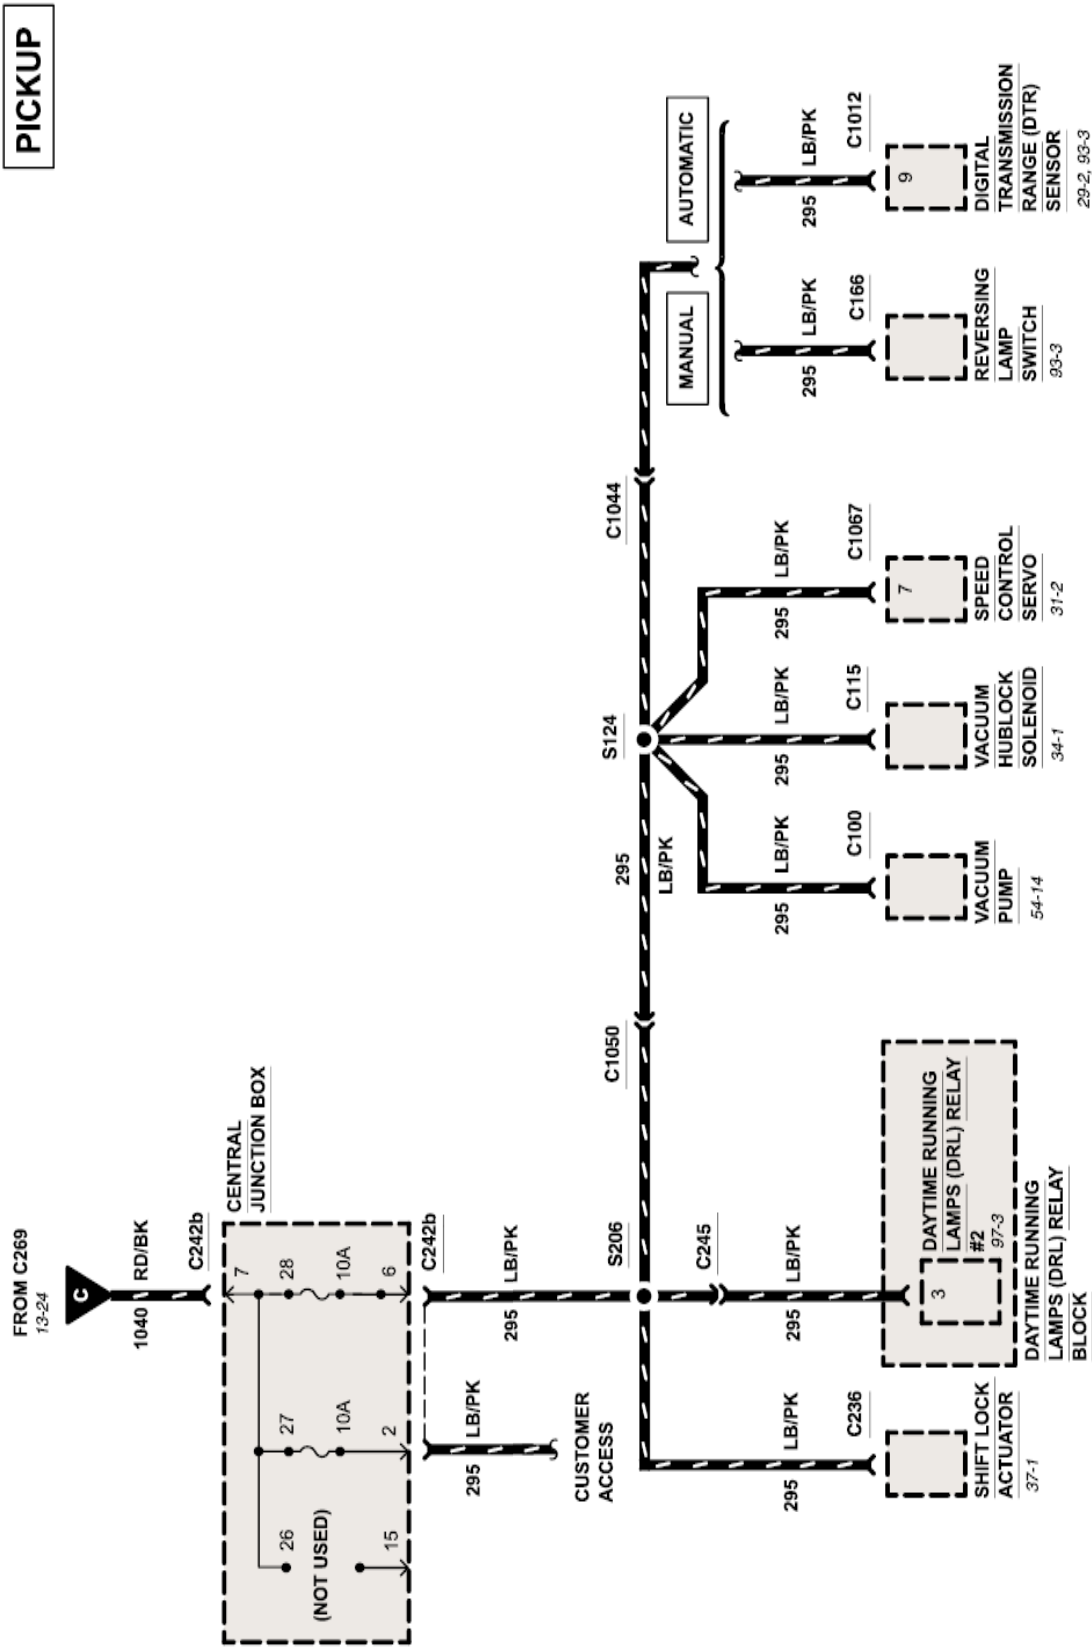 PICKUP
FROM C269
13-24
C
1040
RD/BK
C242b
CENTRAL
JUNCTION BOX
26
27
28
7
(NOT USED)
10A
10A
15
2
6
C242b
295
LB/PK
295
LB/PK
CUSTOMER
ACCESS
S206
C1050
295
LB/PK
S124
C1044
MANUAL
AUTOMATIC
C245
295
LB/PK
C236
SHIFT LOCK
ACTUATOR
37-1
295
LB/PK
3
DAYTIME RUNNING
LAMPS (DRL) RELAY
#2
97-3
DAYTIME RUNNING
LAMPS (DRL) RELAY
BLOCK
295
LB/PK
C100
VACUUM
PUMP
54-14
295
LB/PK
C115
VACUUM
HUBLOCK
SOLENOID
34-1
295
LB/PK
C1067
7
SPEED
CONTROL
SERVO
31-2
295
LB/PK
C166
REVERSING
LAMP
SWITCH
93-3
295
LB/PK
C1012
9
DIGITAL
TRANSMISSION
RANGE (DTR)
SENSOR
29-2, 93-3